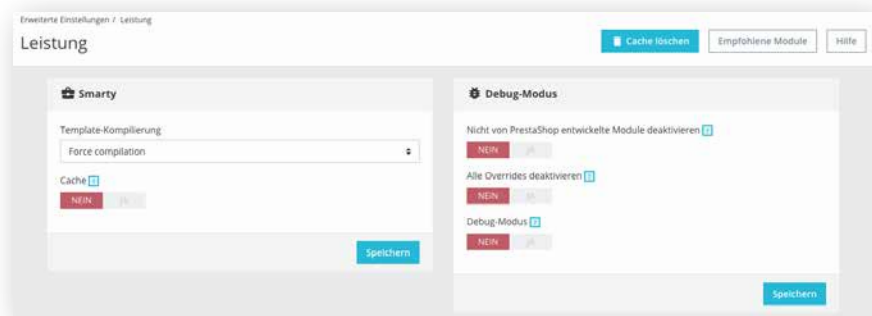 Erweiterte Einstellungen / Leistung
Leistung
Cache löschen
Empfohlene Module
Hilfe
Smarty
Template-Kompilierung
Force compilation
Cache
NEIN
JA
Speichern
Debug-Modus
Nicht von PrestaShop entwickelte Module deaktivieren
NEIN
JA
Alle Overrides deaktivieren
NEIN
JA
Debug-Modus
NEIN
JA
Speichern